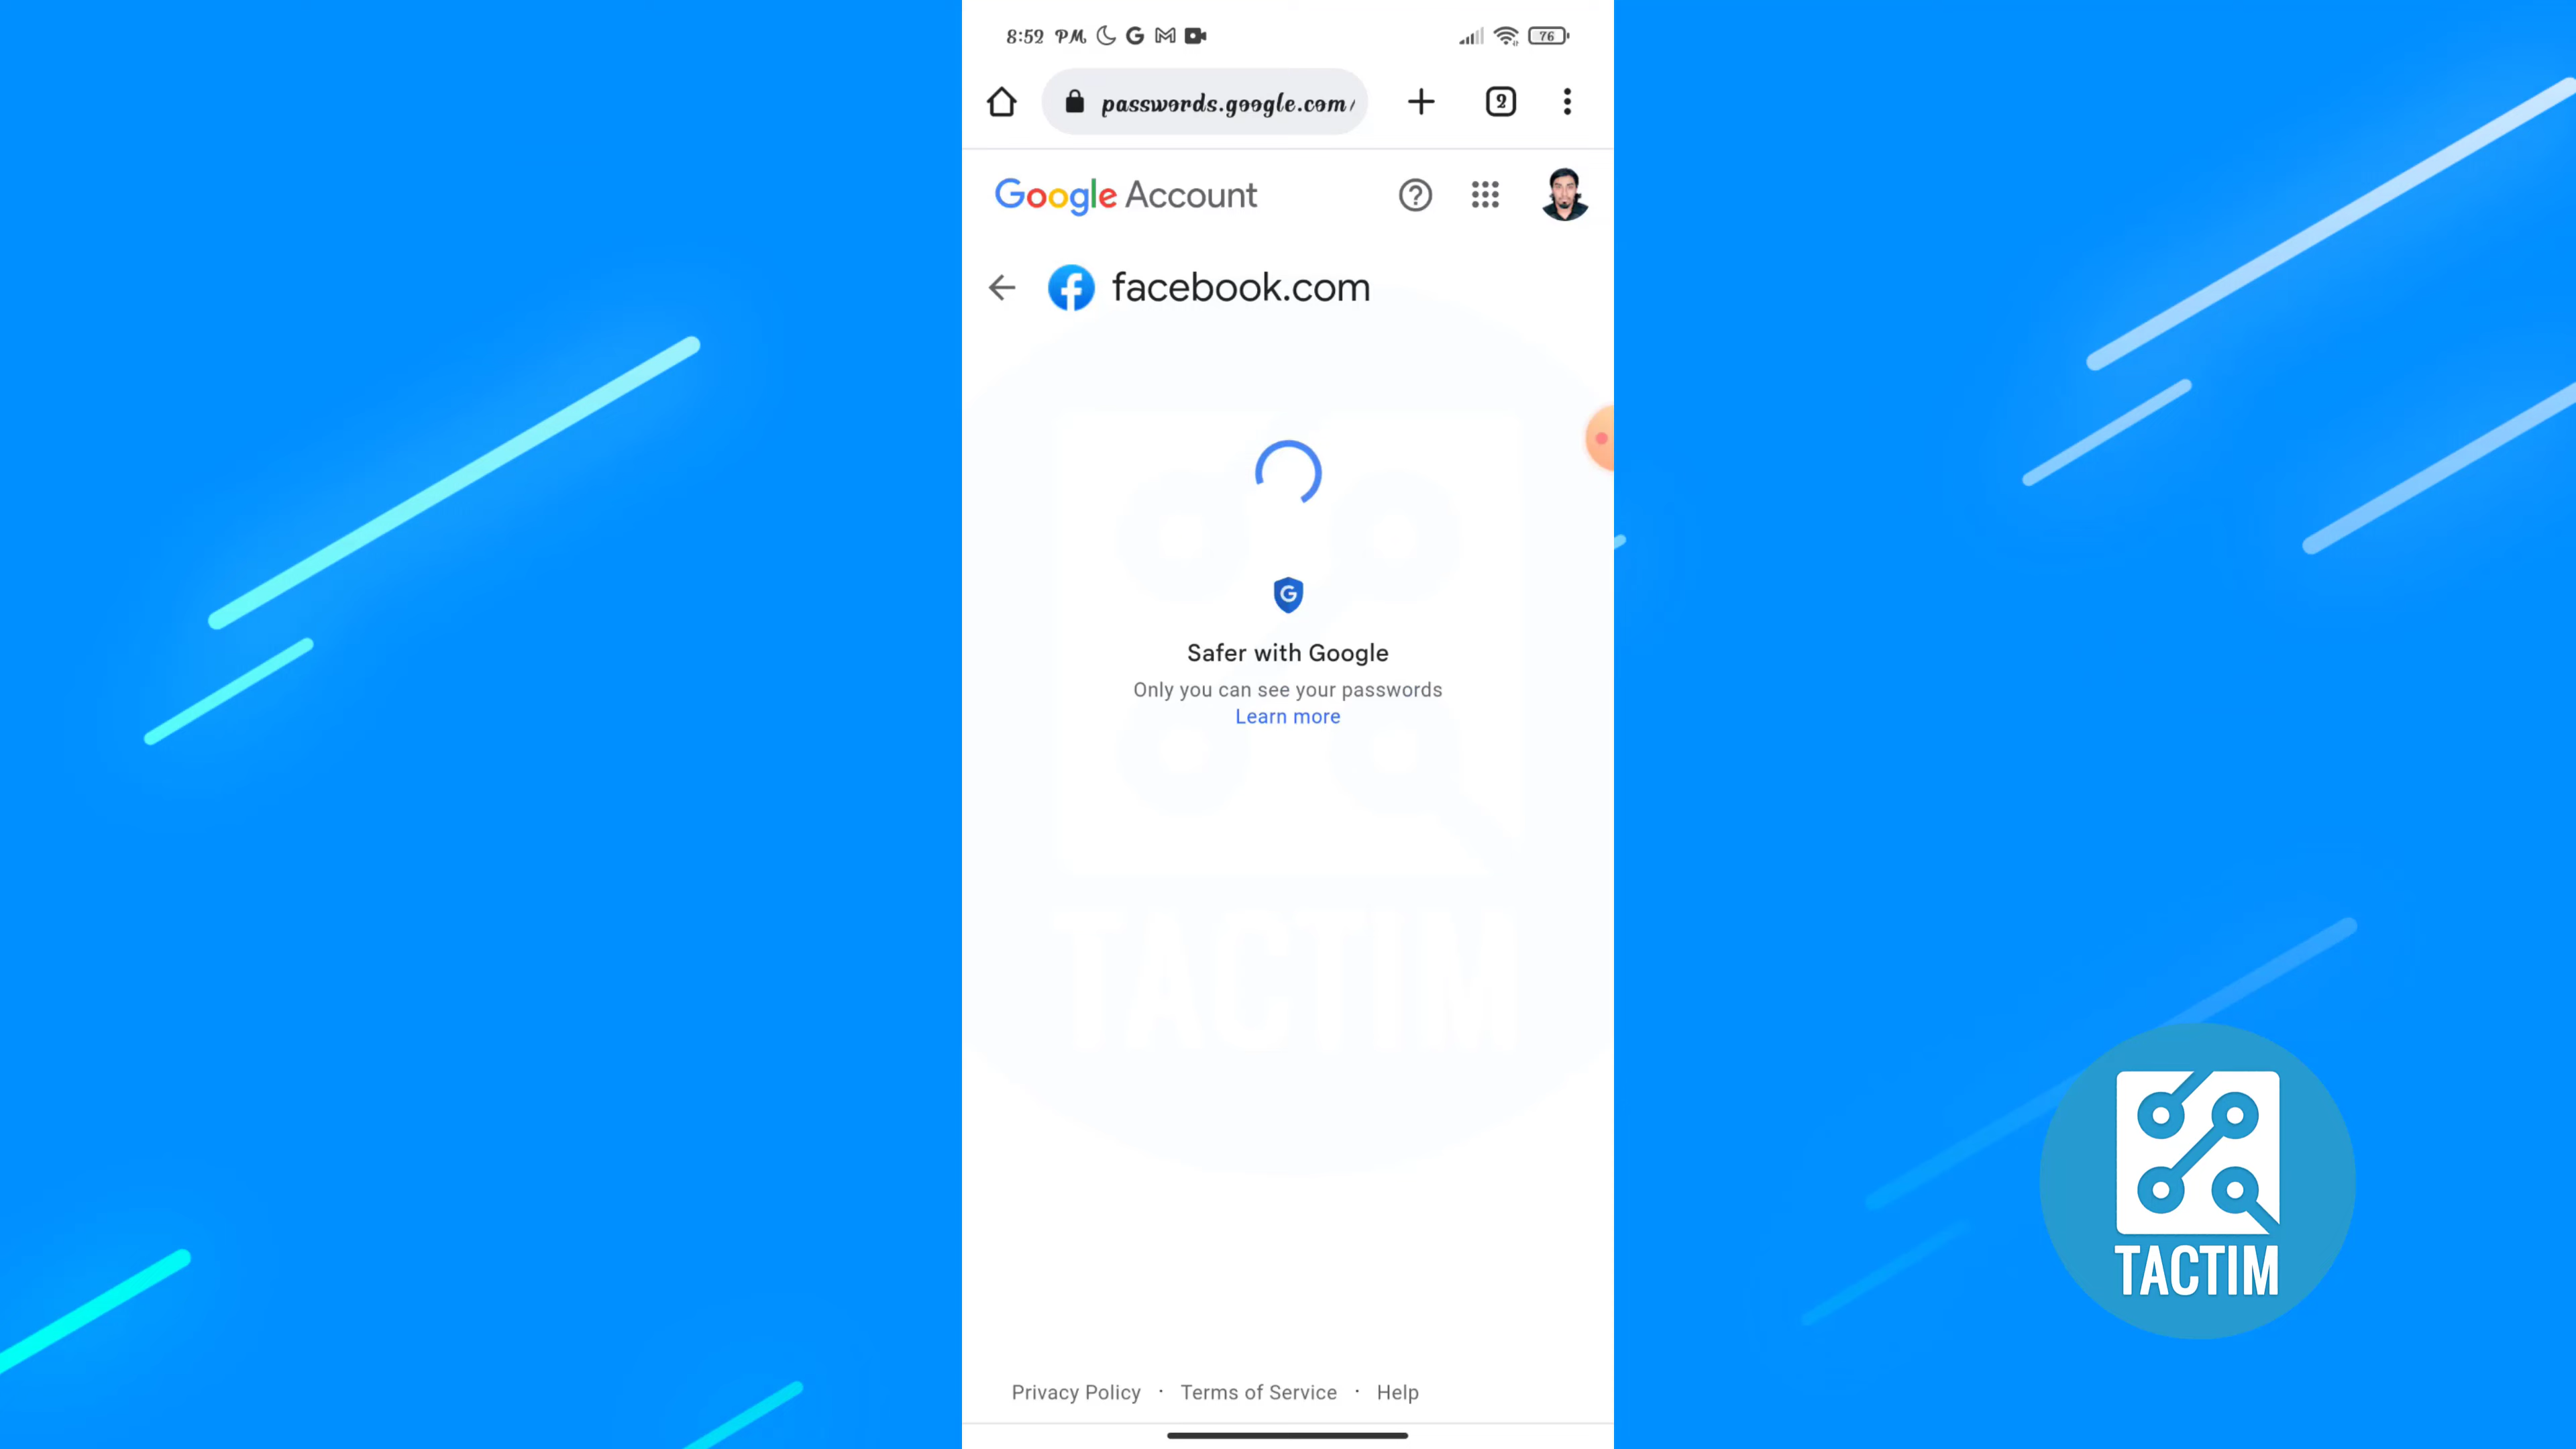 8:52 PM
76
passwords.google.com/
2
Google Account
facebook.com
Safer with Google
Only you can see your passwords
Learn more
TACTIM
Privacy Policy · Terms of Service · Help
TACTIM